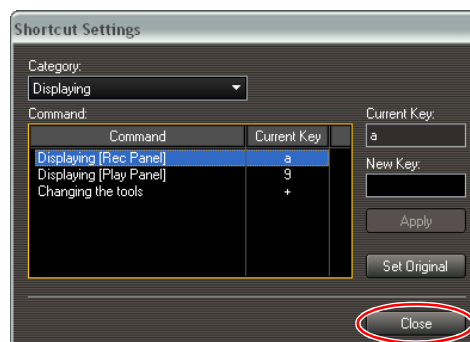 Shortcut Settings
Category:
Displaying
Command:
Current Key:
a
Command Current Key
Displaying [Rec Panel] a
Displaying [Play Panel] 9
Changing the tools +
New Key:
Apply
Set Original
Close